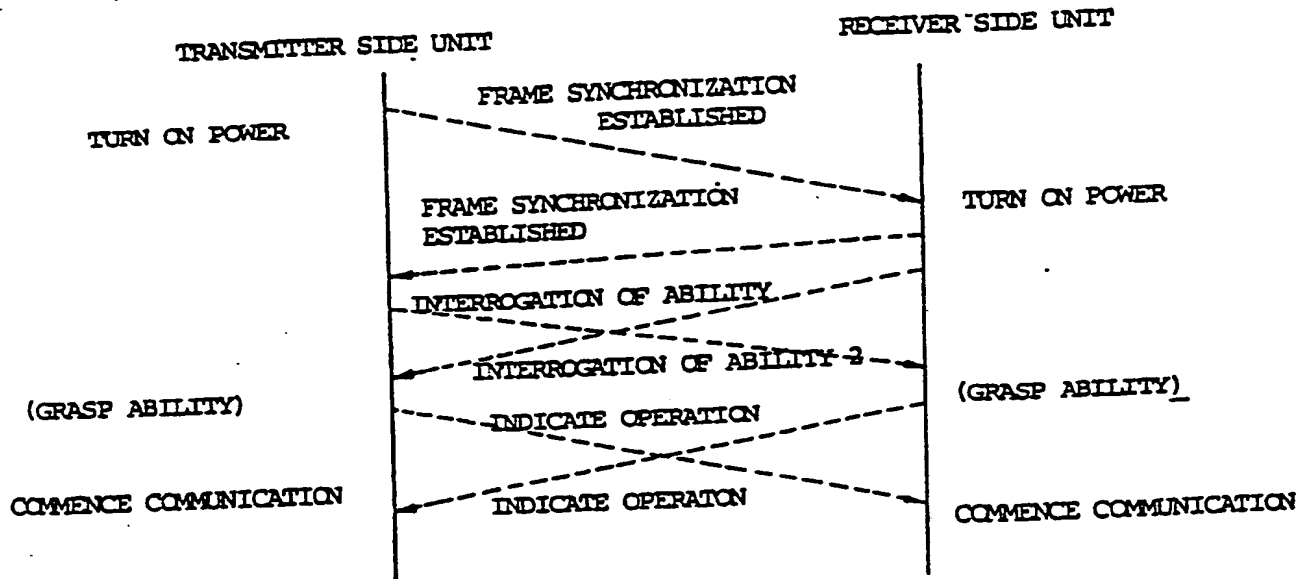 TRANSMITTER SIDE UNIT
RECEIVER SIDE UNIT
FRAME SYNCHRONIZATION
ESTABLISHED
TURN ON POWER
FRAME SYNCHRONIZATION
ESTABLISHED
TURN ON POWER
INTERROGATION OF ABILITY
INTERROGATION OF ABILITY 2
(GRASP ABILITY)
(GRASP ABILITY)
INDICATE OPERATION
COMMENCE COMMUNICATION
INDICATE OPERATON
COMMENCE COMMUNICATION